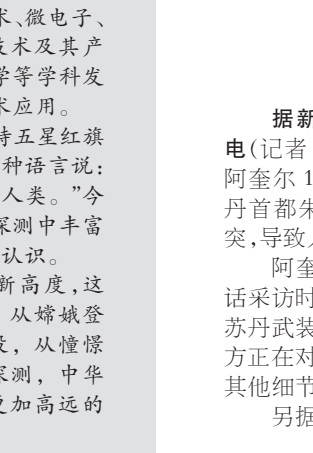 术、微电子、
技术及其产
学等学科发
术应用。
持五星红旗
种语言说：
人类。”今
探测中丰富
认识。
新高度，这
从嫦娥登
段，从憧憬
探测，中华
更加高远的
据新
电(记者
阿奎尔 1
丹首都朱
突，导致人
阿奎
话采访时
苏丹武装
方正在对
其他细节
另据